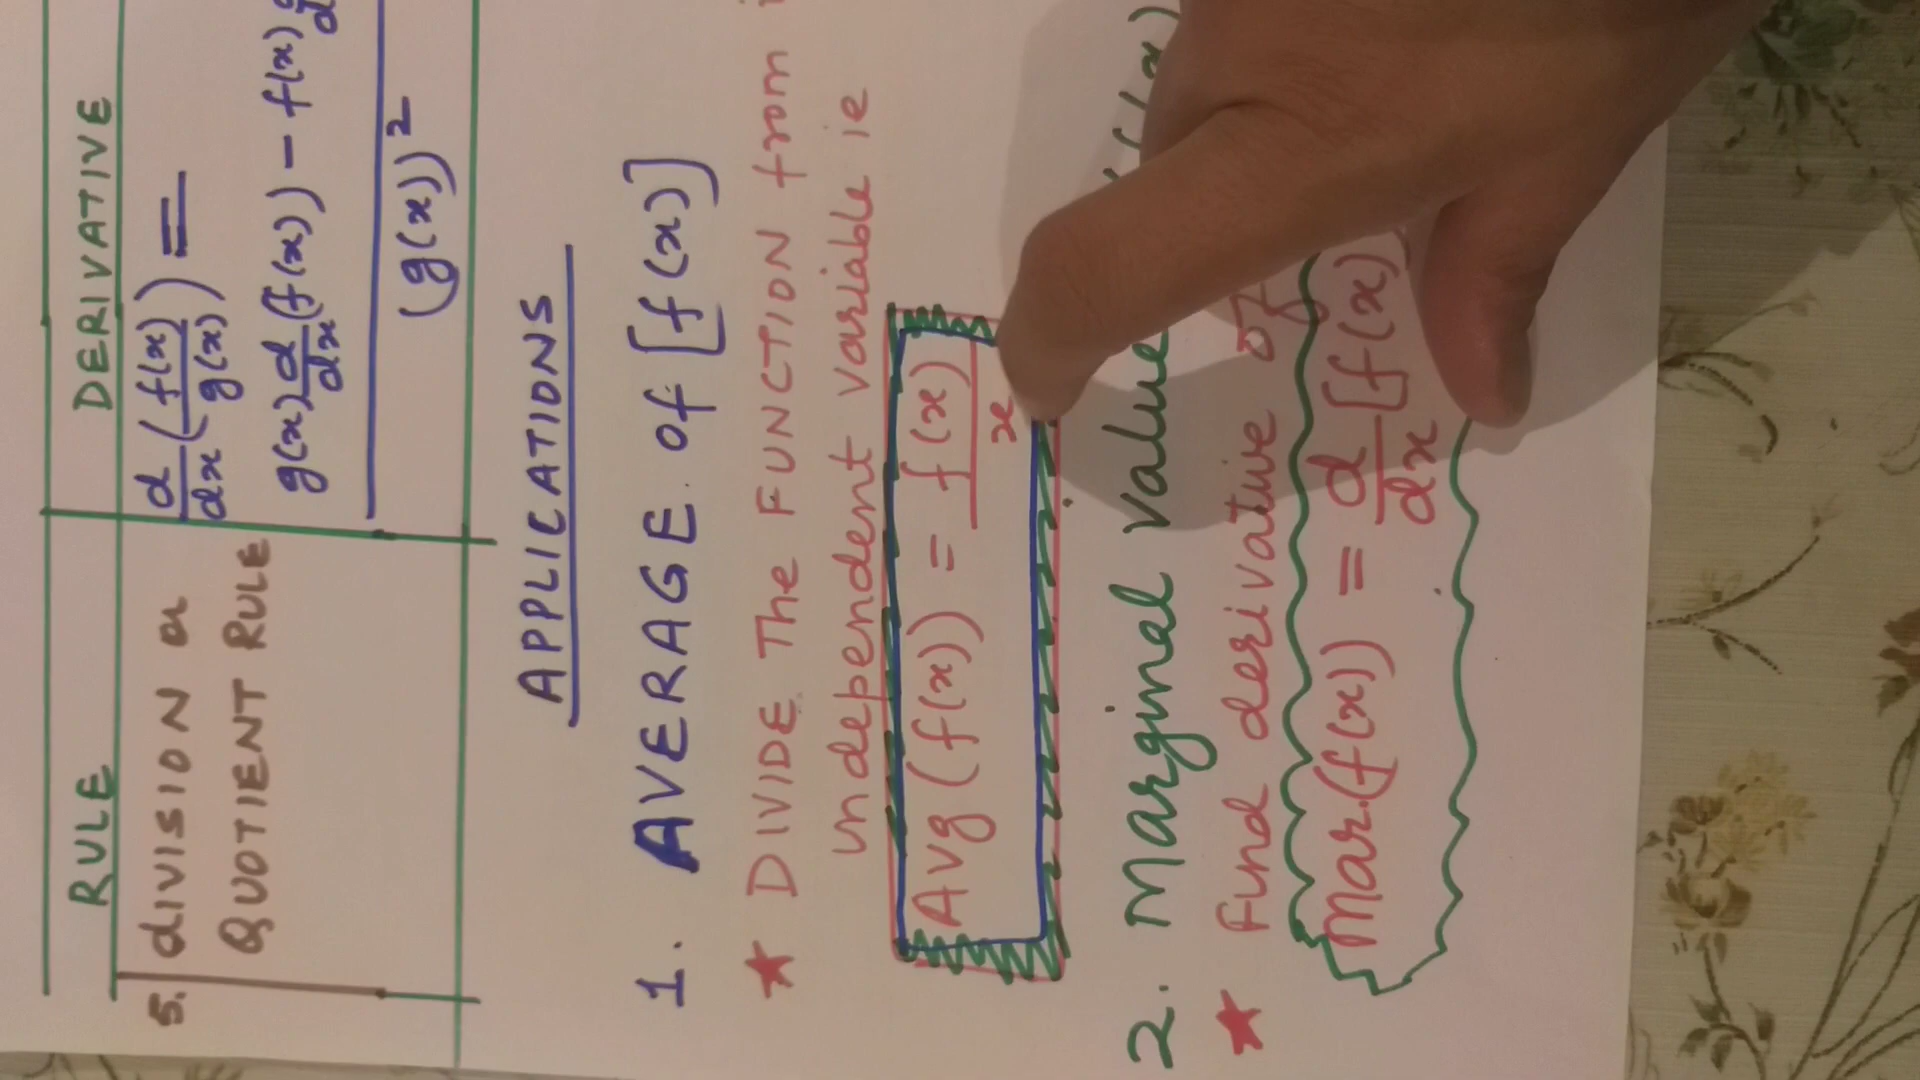 RULE DERIVATIVE
5. division or d/dx (f(x)/g(x)) =
QUOTIENT RULE g(x) d/dx (f(x)) - f(x)
(g(x))²
APPLICATIONS
1. AVERAGE of [f(x)]
★ DIVIDE The FUNCTION from
independent variable ie
Avg (f(x)) = f(x)/x
2. Marginal value
★ find derivative of
Mar.(f(x)) = d/dx [f(x)